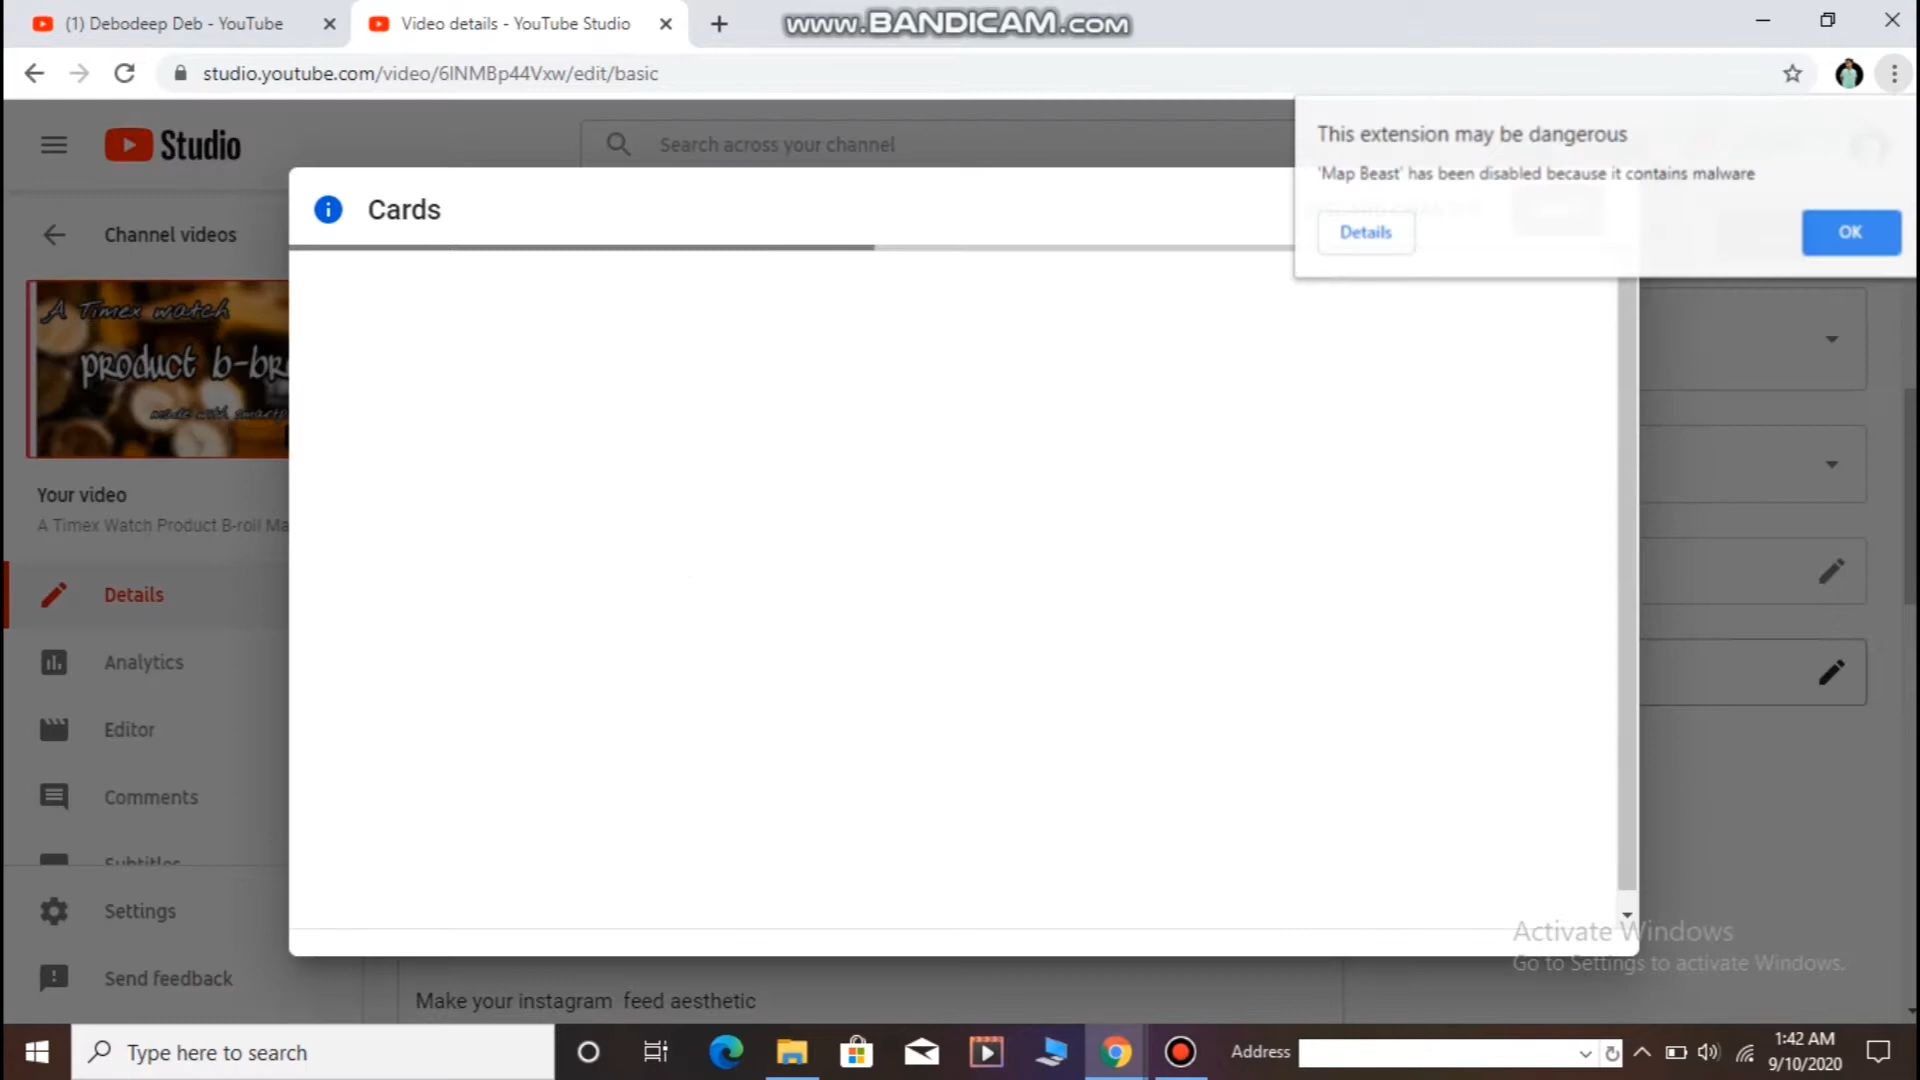 (1) Debodeep Deb - YouTube
Video details - YouTube Studio
www.BANDICAM.com
studio.youtube.com/video/6lNMBp44Vxw/edit/basic
Studio
Search across your channel
This extension may be dangerous
'Map Beast' has been disabled because it contains malware
Details
OK
Cards
Channel videos
A Timex watch
product b-br
made with smartp
Your video
A Timex Watch Product B-roll Ma
Details
Analytics
Editor
Comments
Subtitles
Settings
Send feedback
Make your instagram feed aesthetic
Activate Windows
Go to Settings to activate Windows.
Type here to search
Address
1:42 AM
9/10/2020